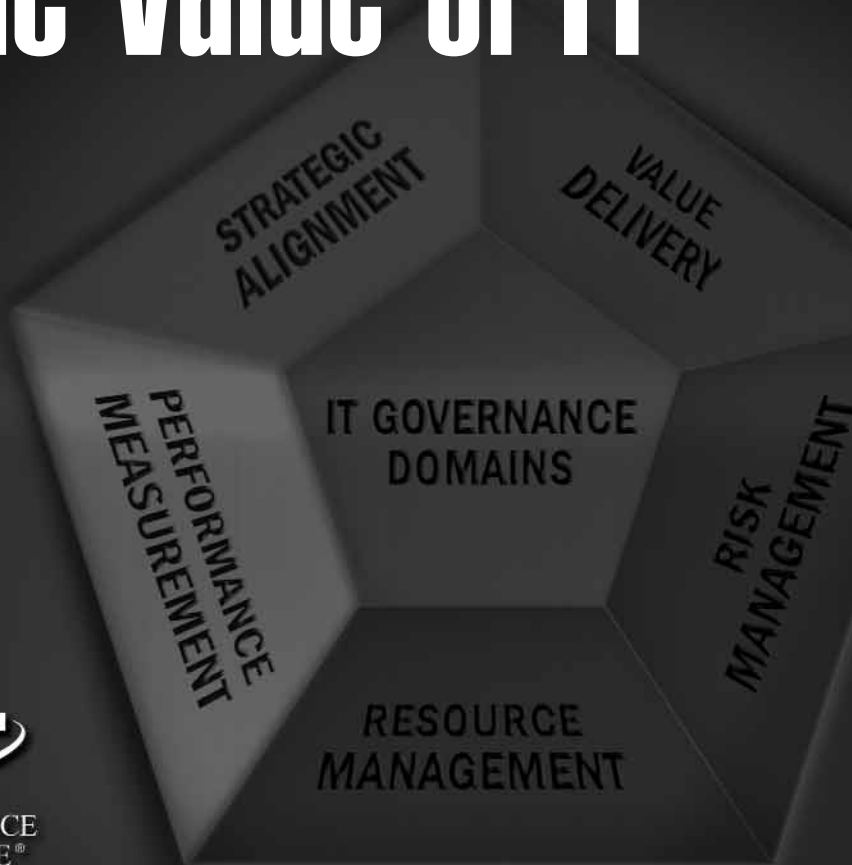 Value of IT
STRATEGIC
ALIGNMENT
VALUE
DELIVERY
IT GOVERNANCE
DOMAINS
PERFORMANCE
MEASUREMENT
RISK
MANAGEMENT
RESOURCE
MANAGEMENT